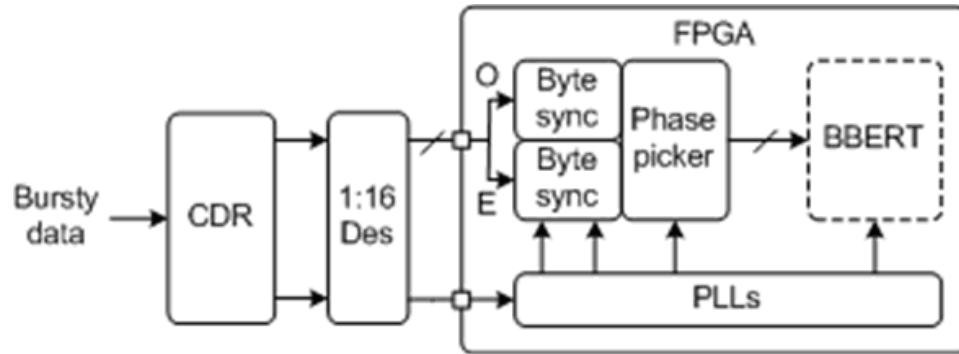 FPGA
O
Byte
sync
Byte
sync
E
Phase
picker
BBERT
Bursty
data
CDR
1:16
Des
PLLs